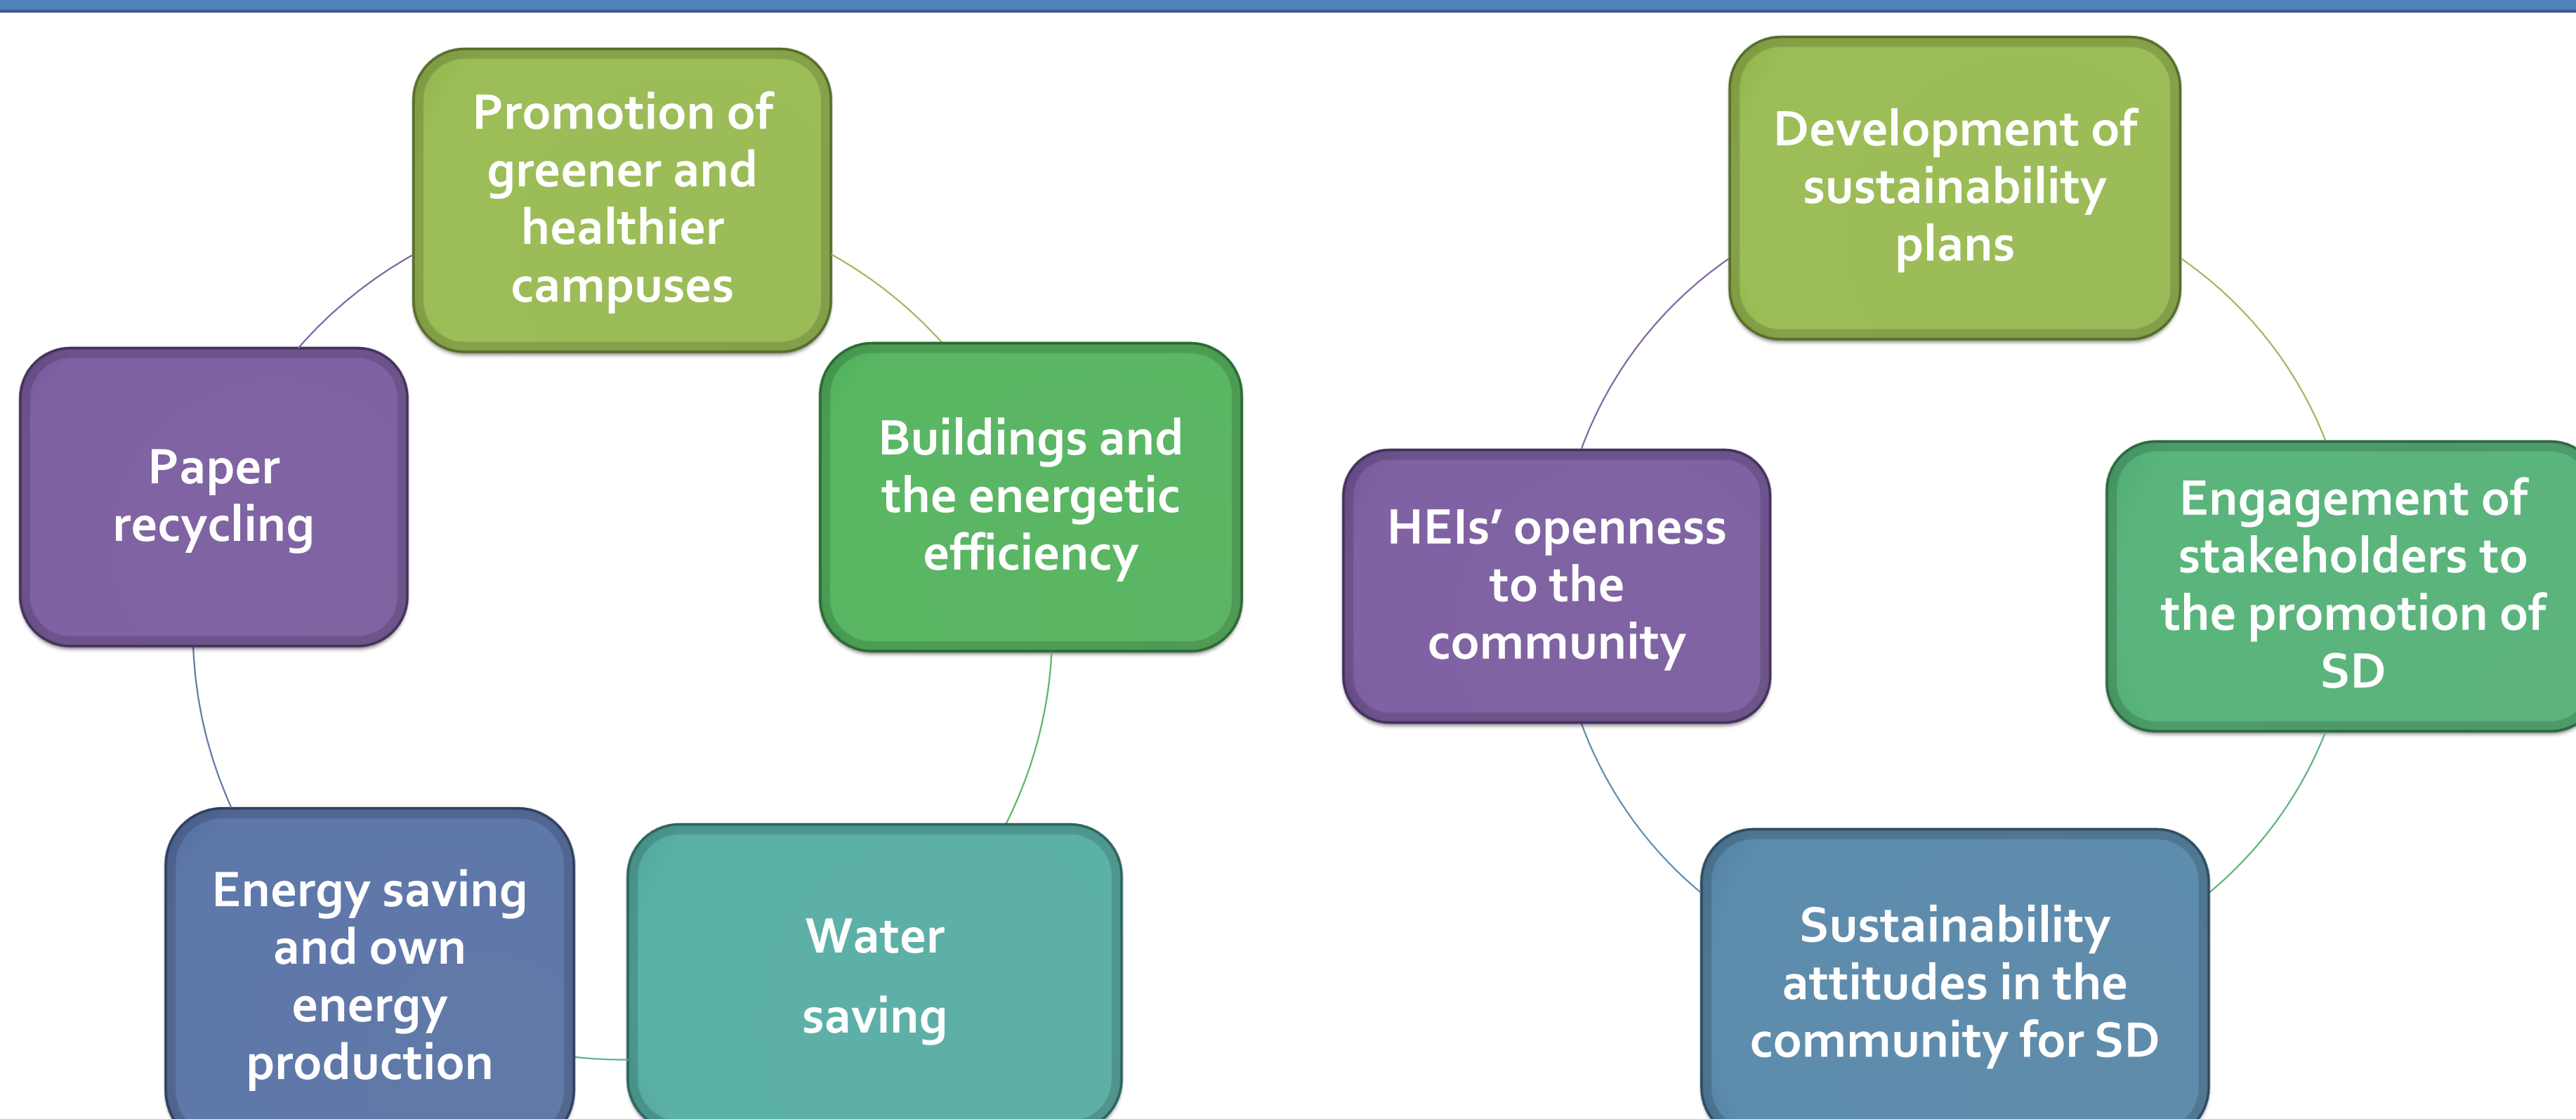 Promotion of
greener and
healthier
campuses
Buildings and
the energetic
efficiency
Water
saving
Energy saving
and own
energy
production
Paper
recycling
Development of
sustainability
plans
Engagement of
stakeholders to
the promotion of
SD
Sustainability
attitudes in the
community for SD
HEIs’ openness
to the
community